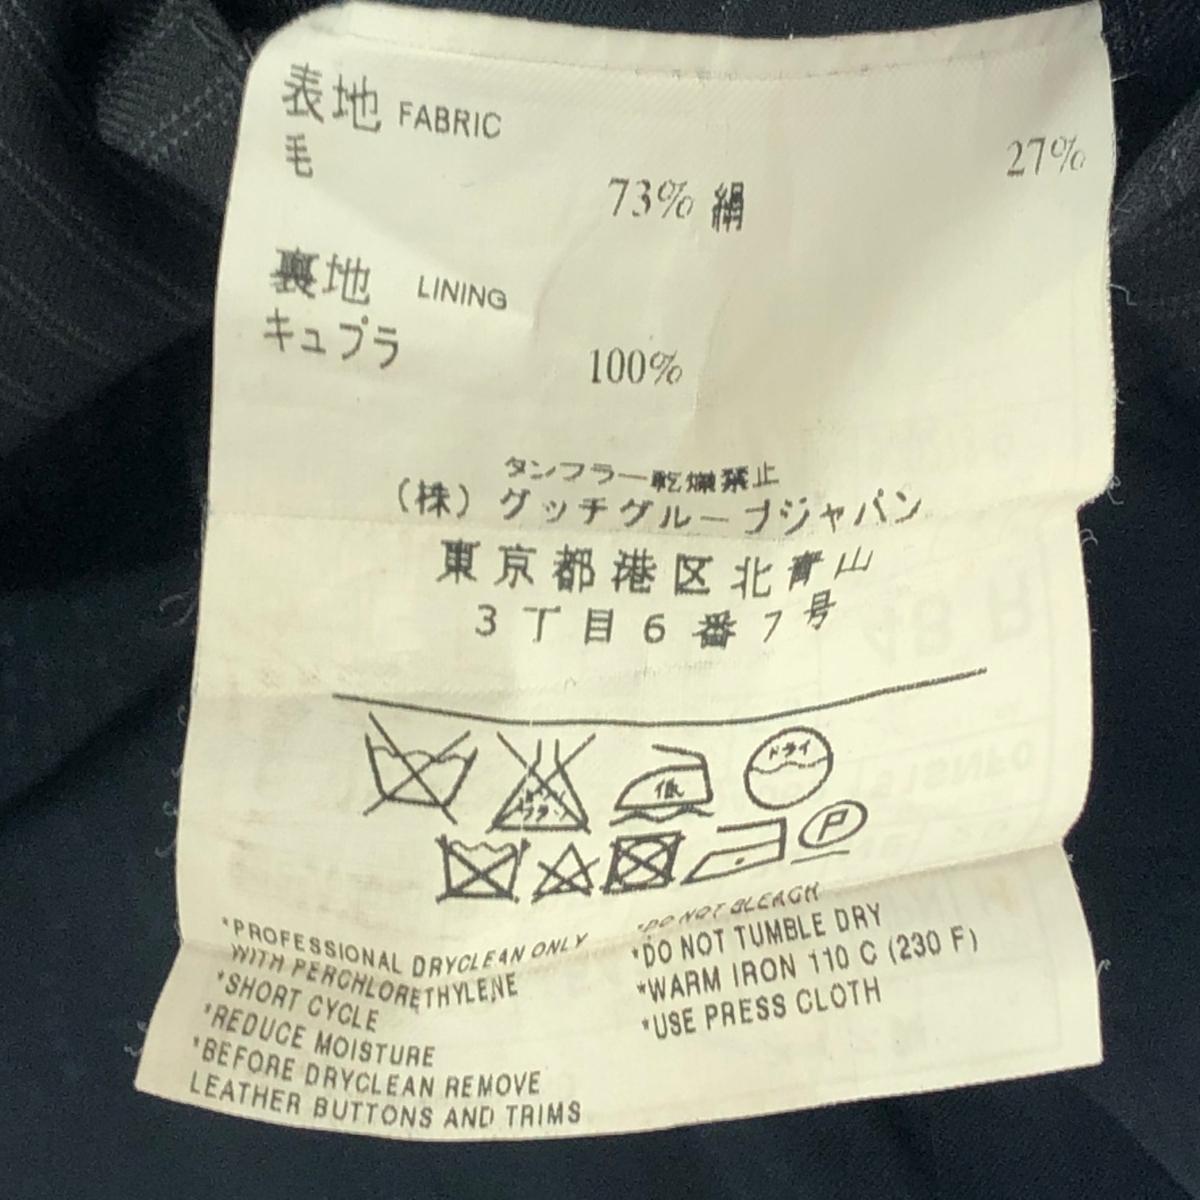 表地 FABRIC
毛 73% 絹 27%
裏地 LINING
キュプラ 100%
タンブラー乾燥禁止
(株)グッチグループジャパン
東京都港区北青山
3丁目6番7号
低
ドライ
P
*PROFESSIONAL DRYCLEAN ONLY
WITH PERCHLORETHYLENE
*SHORT CYCLE
*REDUCE MOISTURE
*BEFORE DRYCLEAN REMOVE
LEATHER BUTTONS AND TRIMS
*DO NOT BLEACH
*DO NOT TUMBLE DRY
*WARM IRON 110 C (230 F)
*USE PRESS CLOTH